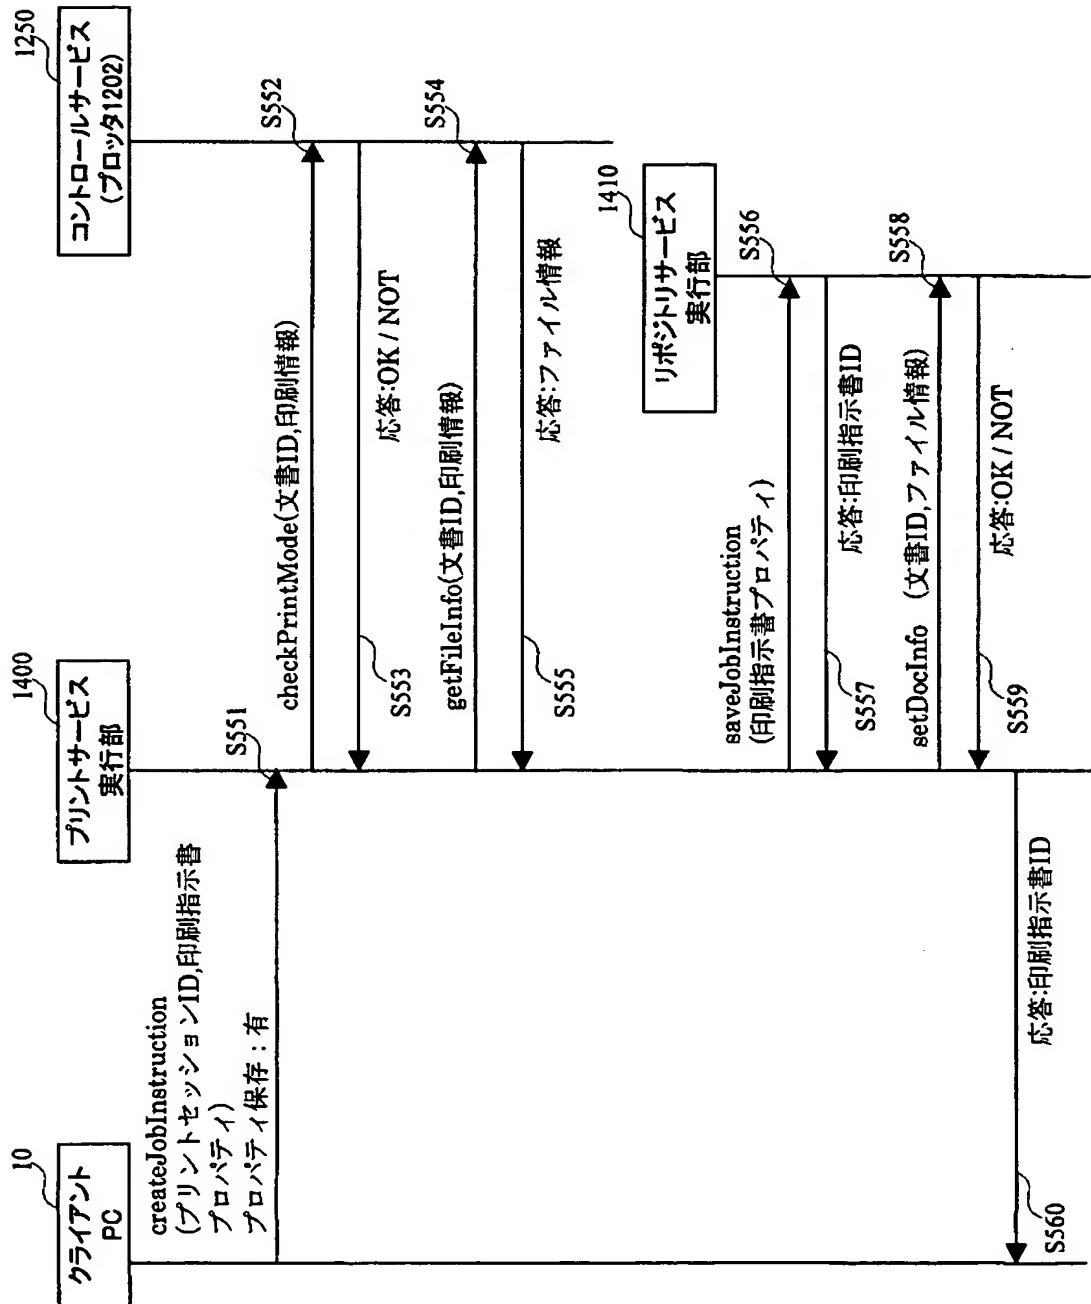 10
クライアント
PC
1400
プリントサービス
実行部
1250
コントロールサービス
(プロッタ1202)
createJobInstruction
(プリントセッションID,印刷指示書
プロパティ)
プロパティ保存:有
S551
checkPrintMode(文書ID,印刷情報)
S552
応答:OK / NOT
S553
getFileInfo(文書ID,印刷情報)
S554
応答:ファイル情報
S555
1410
リポジトリサービス
実行部
saveJobInstruction
(印刷指示書プロパティ)
S556
応答:印刷指示書ID
S557
setDocInfo (文書ID,ファイル情報)
S558
応答:OK / NOT
S559
応答:印刷指示書ID
S560